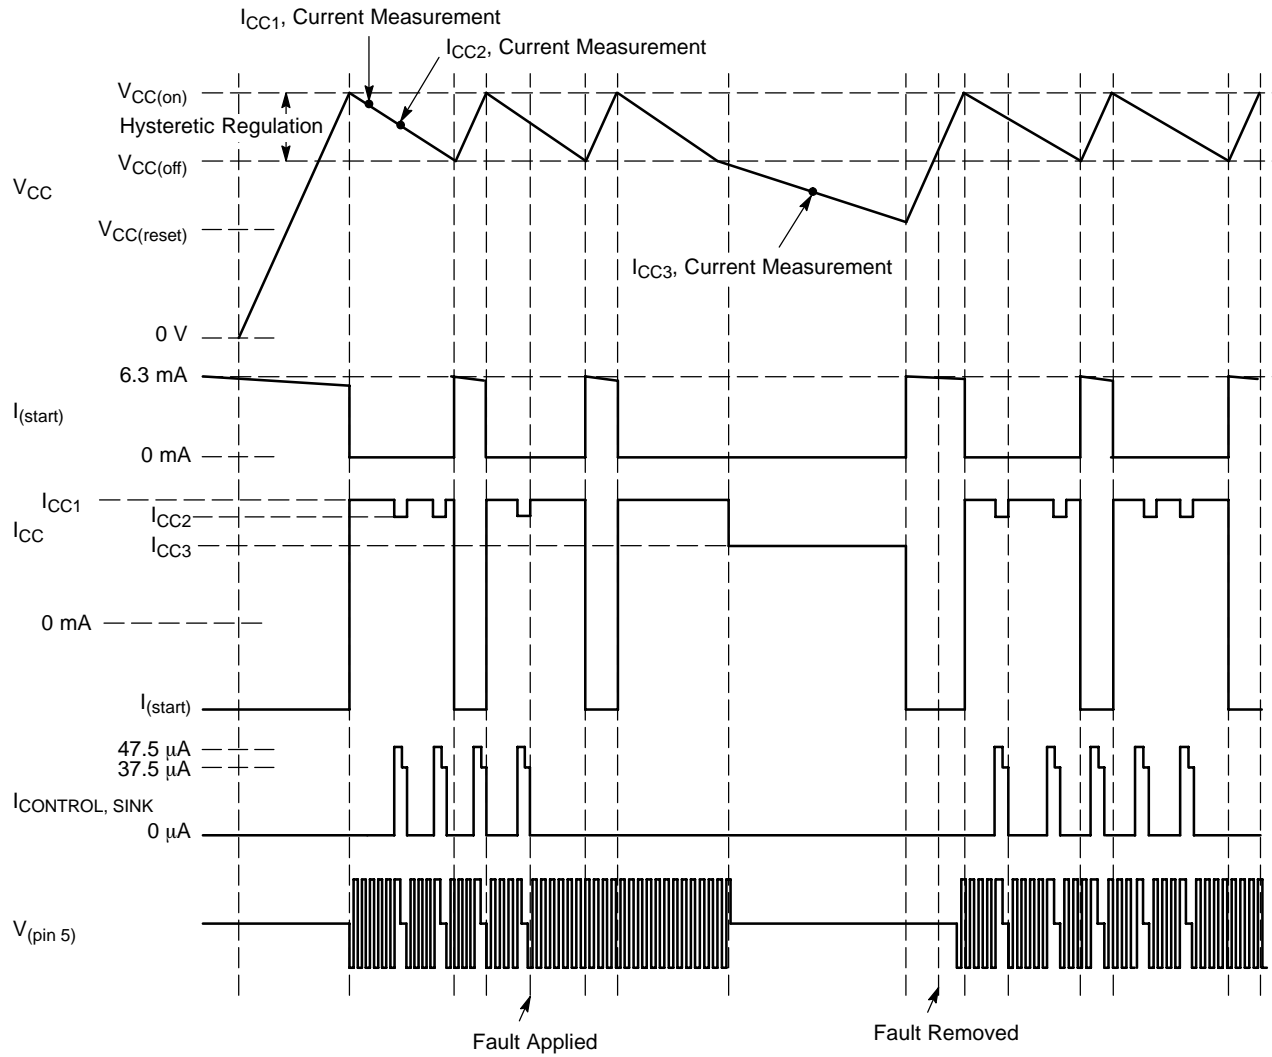 ICC1, Current Measurement
ICC2, Current Measurement
VCC(on)
Hysteretic Regulation
VCC(off)
VCC
VCC(reset)
ICC3, Current Measurement
0 V
6.3 mA
I(start)
0 mA
ICC1
ICC2
ICC
ICC3
0 mA
I(start)
47.5 μA
37.5 μA
ICONTROL, SINK
0 μA
V(pin 5)
Fault Applied
Fault Removed